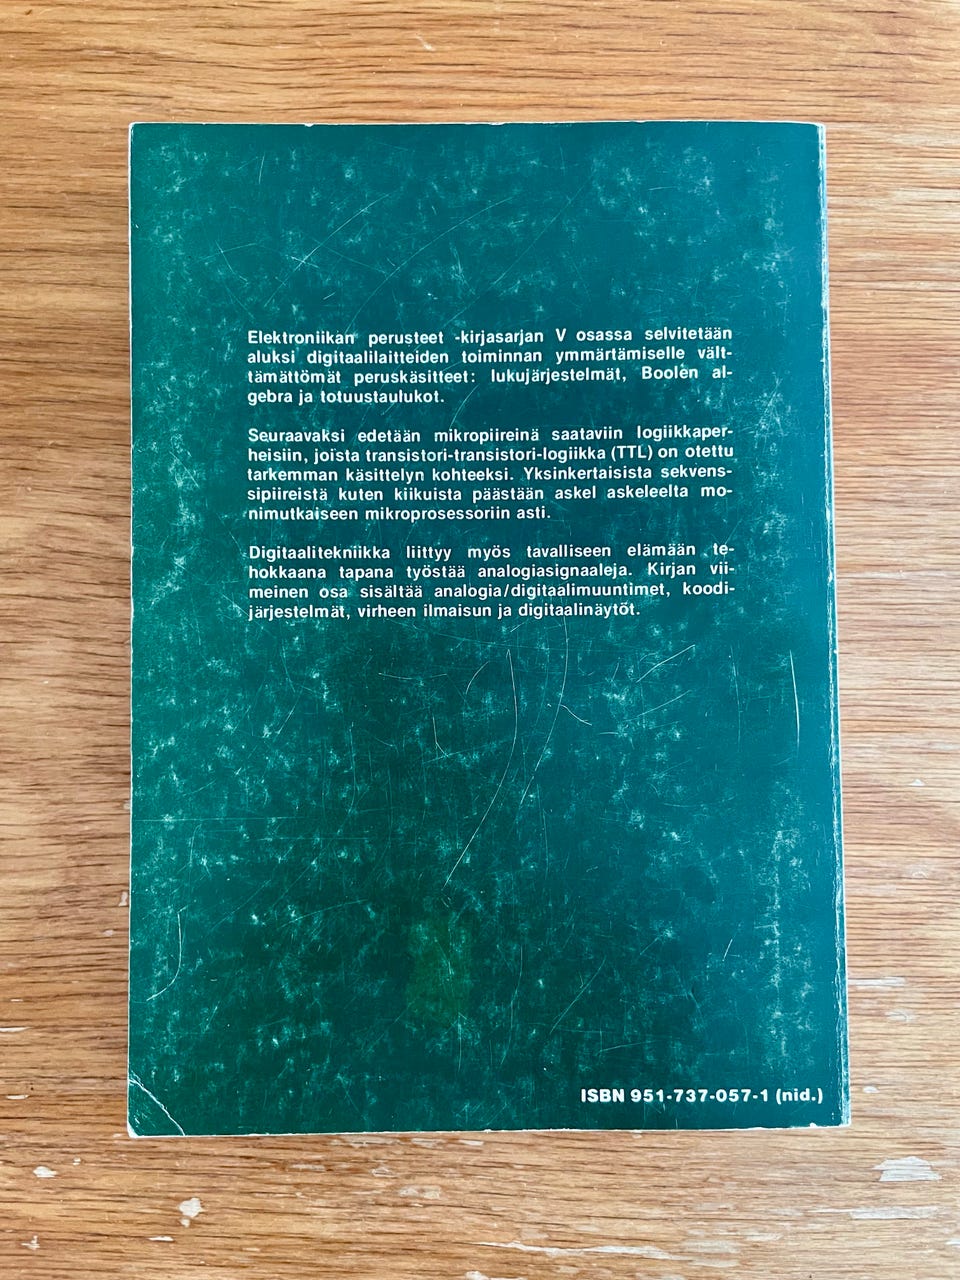 Elektroniikan perusteet -kirjasarjan V osassa selvitetään
aluksi digitaalilaitteiden toiminnan ymmärtämiselle vält-
tämättömät peruskäsitteet: lukujärjestelmät, Boolen al-
gebra ja totuustaulukot.
Seuraavaksi edetään mikropiireinä saataviin logiikkaper-
heisiin, joista transistori-transistori-logiikka (TTL) on otettu
tarkemman käsittelyn kohteeksi. Yksinkertaisista sekvens-
sipiireistä kuten kiikuista päästään askel askeleelta mo-
nimutkaiseen mikroprosessoriin asti.
Digitaalitekniikka liittyy myös tavalliseen elämään te-
hokkaana tapana työstää analogiasignaaleja. Kirjan vii-
meinen osa sisältää analogia/digitaalimuuntimet, koodi-
järjestelmät, virheen ilmaisun ja digitaalinäytöt.
ISBN 951-737-057-1 (nid.)